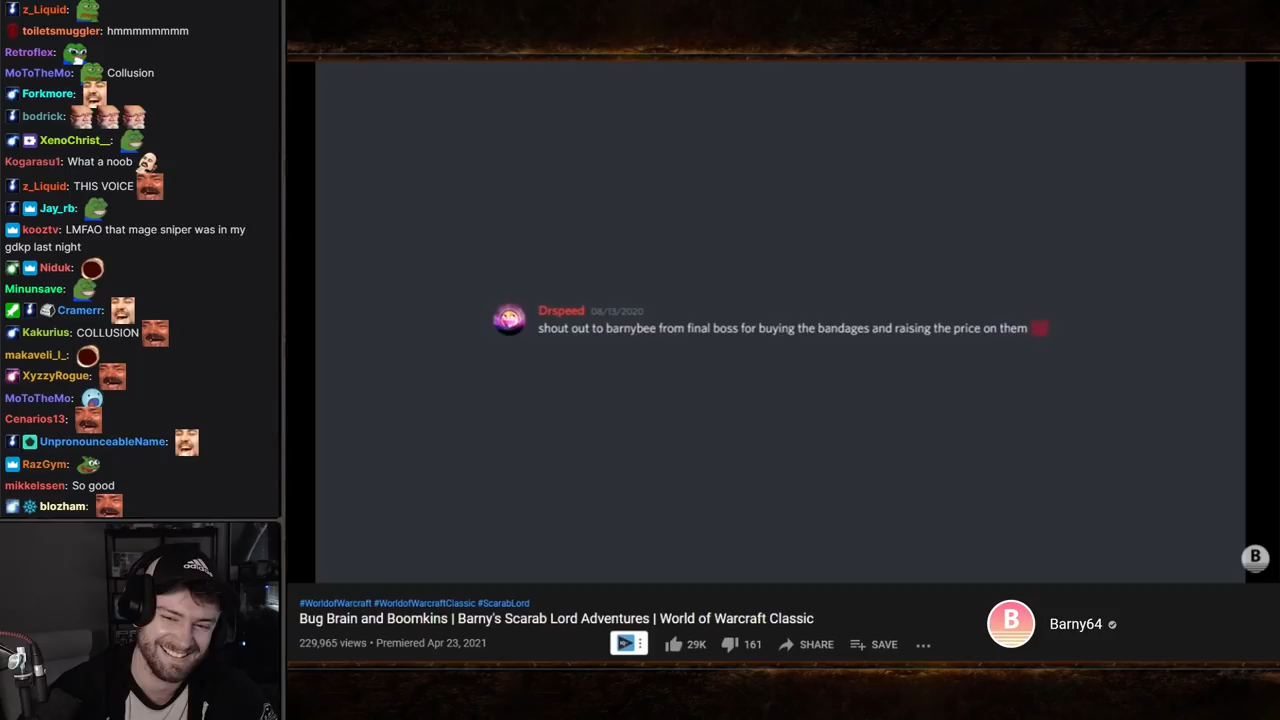 z_Liquid:
toiletsmuggler: hmmmmmmmm
Retroflex:
MoToTheMo: Collusion
Forkmore:
bodrick:
XenoChrist__:
Kogarasu1: What a noob
z_Liquid: THIS VOICE
Jay_rb:
kooztv: LMFAO that mage sniper was in my
gdkp last night
Niduk:
Minunsave:
Cramerr:
Kakurius: COLLUSION
makaveli_l_:
XyzzyRogue:
MoToTheMo:
Cenarios13:
UnpronounceableName:
RazGym:
mikkelssen: So good
blozham:
adidas
Drspeed 08/13/2020
shout out to barnybee from final boss for buying the bandages and raising the price on them
B
#WorldofWarcraft #WorldofWarcraftClassic #ScarabLord
Bug Brain and Boomkins | Barny's Scarab Lord Adventures | World of Warcraft Classic
229,965 views • Premiered Apr 23, 2021
29K 161 SHARE SAVE
B Barny64